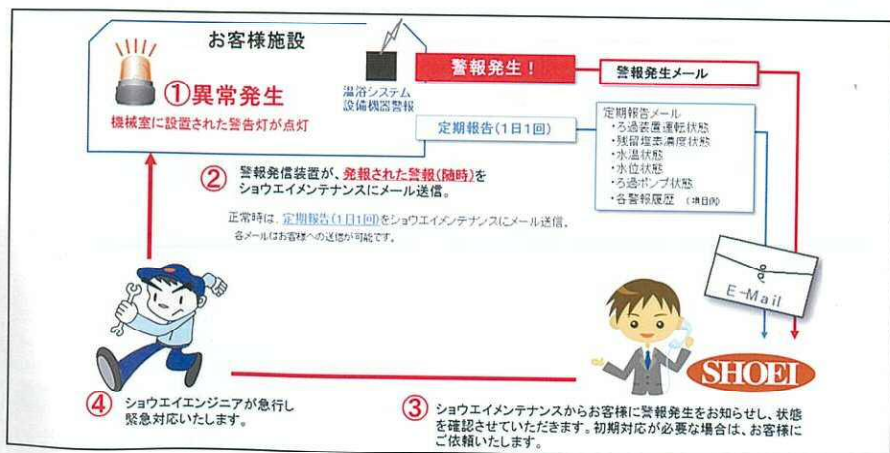 お客様施設
①異常発生
機械室に設置された警告灯が点灯
温浴システム
設備機器警報
警報発生！
警報発生メール
定期報告(1日1回)
定期報告メール
・ろ過装置運転状態
・残留塩素濃度状態
・水温状態
・水位状態
・ろ過ポンプ状態
・各警報履歴 (項目例)
② 警報発信装置が、発報された警報(随時)を
ショウエイメンテナンスにメール送信。
正常時は、定期報告(1日1回)をショウエイメンテナンスにメール送信。
各メールはお客様への送信が可能です。
E-Mail
SHOEI
④ ショウエイエンジニアが急行し
緊急対応いたします。
③ ショウエイメンテナンスからお客様に警報発生をお知らせし、状態
を確認させていただきます。初期対応が必要な場合は、お客様に
ご依頼いたします。